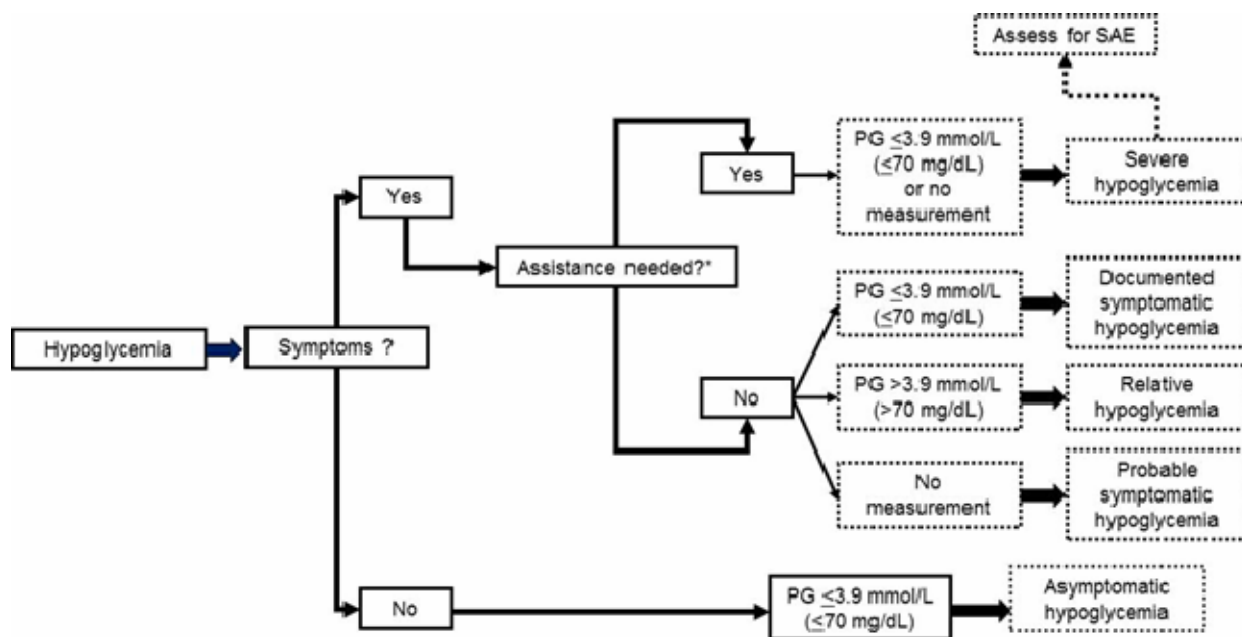 Assess for SAE
Yes
Yes
PG ≤3.9 mmol/L
(≤70 mg/dL)
or no
measurement
Severe
hypoglycemia
Assistance needed?*
Hypoglycemia
Symptoms ?
No
PG ≤3.9 mmol/L
(≤70 mg/dL)
Documented
symptomatic
hypoglycemia
PG >3.9 mmol/L
(>70 mg/dL)
Relative
hypoglycemia
No
measurement
Probable
symptomatic
hypoglycemia
No
PG ≤3.9 mmol/L
(≤70 mg/dL)
Asymptomatic
hypoglycemia